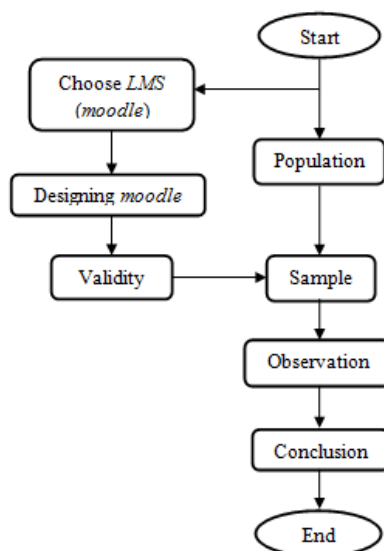 Start
Choose LMS
(moodle)
Population
Designing moodle
Validity
Sample
Observation
Conclusion
End